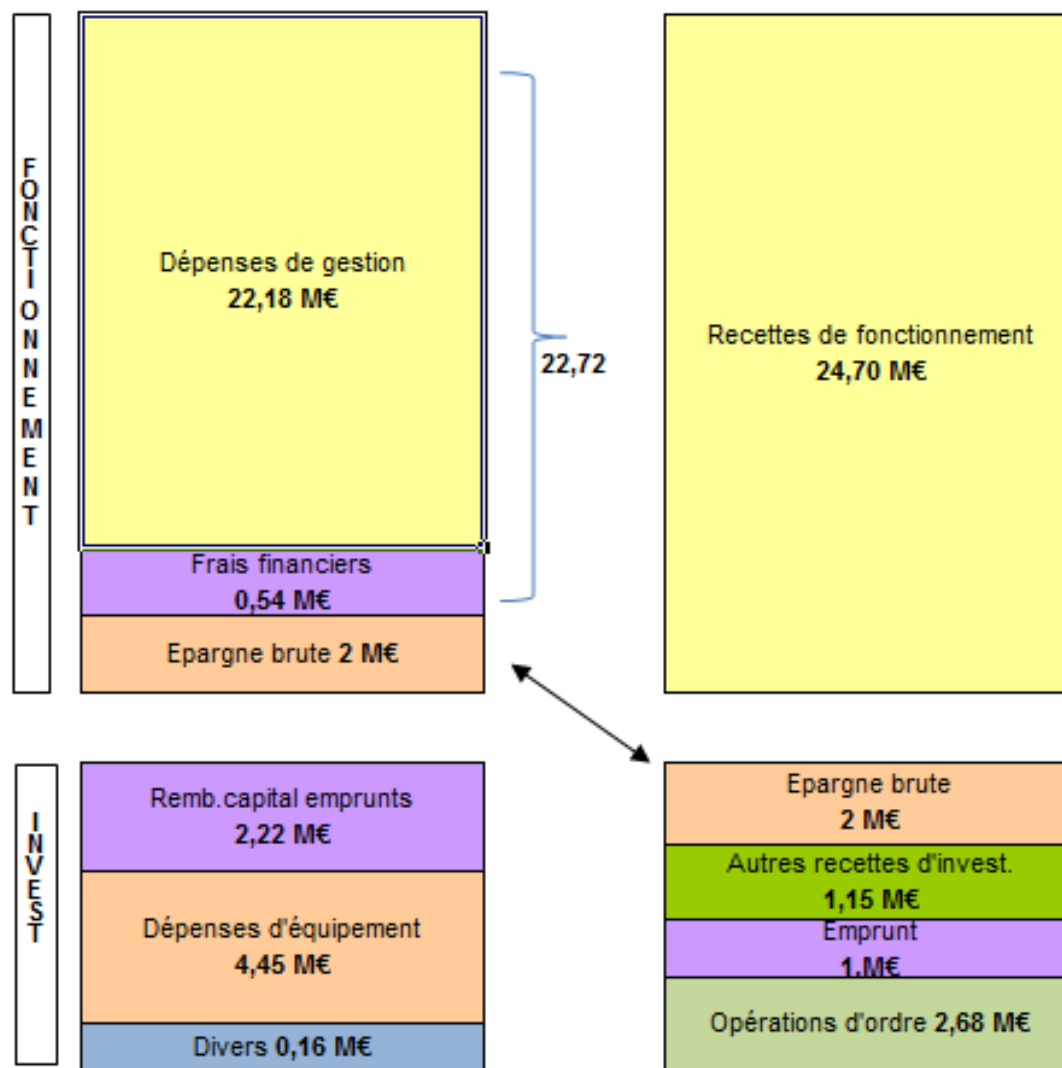 FONCTIONNEMENT
Dépenses de gestion
22,18 M€
22,72
Recettes de fonctionnement
24,70 M€
Frais financiers
0,54 M€
Epargne brute 2 M€
INVEST
Remb.capital emprunts
2,22 M€
Dépenses d'équipement
4,45 M€
Divers 0,16 M€
Epargne brute
2 M€
Autres recettes d'invest.
1,15 M€
Emprunt
1.M€
Opérations d'ordre 2,68 M€